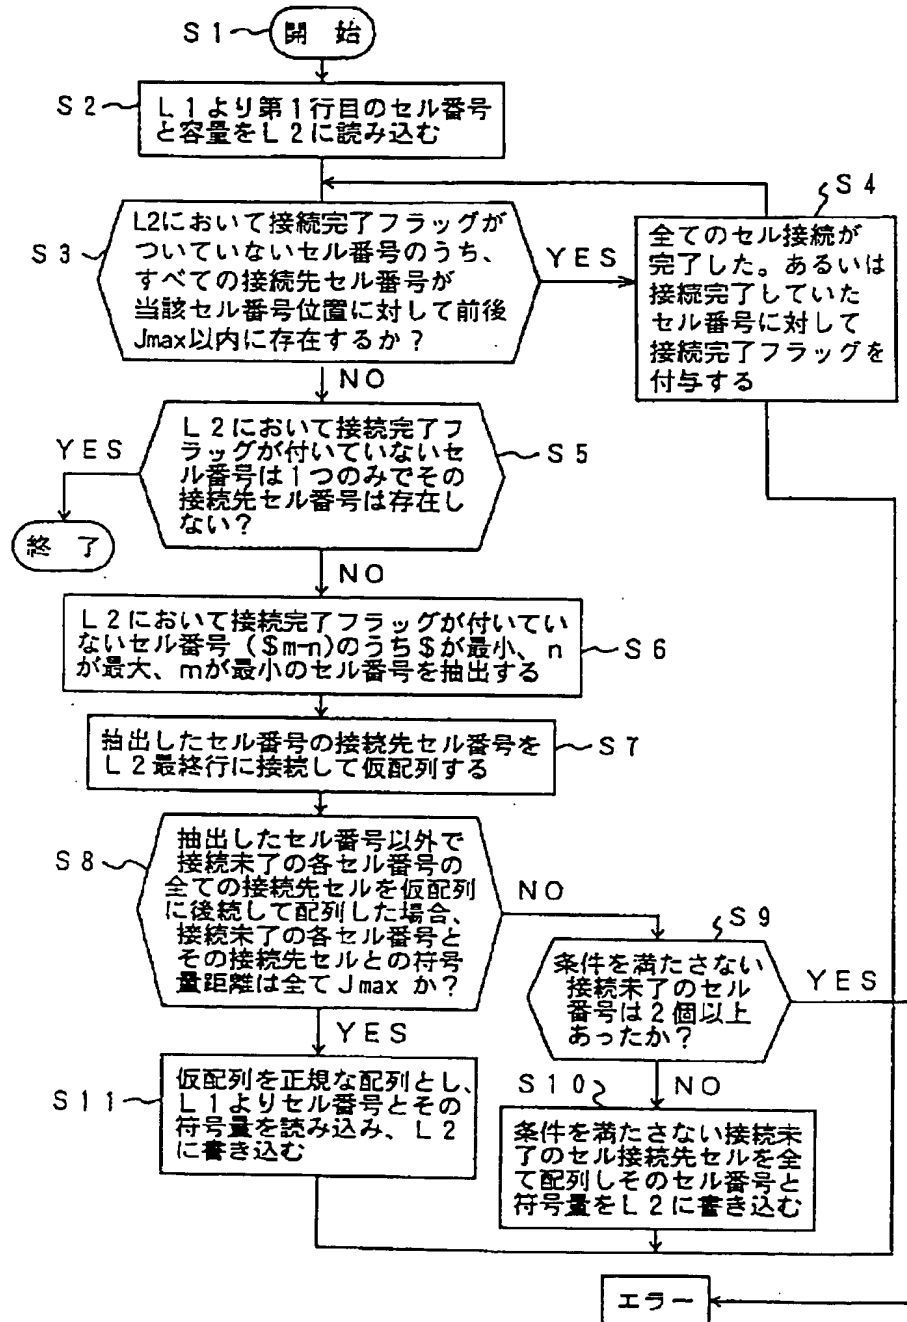 S1
開 始
S2
L1より第1行目のセル番号
と容量をL2に読み込む
S3
L2において接続完了フラッグが
ついていないセル番号のうち、
すべての接続先セル番号が
当該セル番号位置に対して前後
Jmax以内に存在するか?
YES
S4
全てのセル接続が
完了した。あるいは
接続完了していた
セル番号に対して
接続完了フラッグを
付与する
NO
L2において接続完了フ
ラッグが付いていないセ
ル番号は1つのみでその
接続先セル番号は存在し
ない?
S5
YES
終 了
NO
L2において接続完了フラッグが付いてい
ないセル番号($m-n)のうち$が最小、n
が最大、mが最小のセル番号を抽出する
S6
抽出したセル番号の接続先セル番号を
L2最終行に接続して仮配列する
S7
S8
抽出したセル番号以外で
接続未了の各セル番号の
全ての接続先セルを仮配列
に後続して配列した場合、
接続未了の各セル番号と
その接続先セルとの符号
量距離は全てJmaxか?
NO
S9
条件を満たさない
接続未了のセル
番号は2個以上
あったか?
YES
YES
S11
仮配列を正規な配列とし、
L1よりセル番号とその
符号量を読み込み、L2
に書き込む
S10
NO
条件を満たさない接続未
了のセル接続先セルを全
て配列しそのセル番号と
符号量をL2に書き込む
エラー